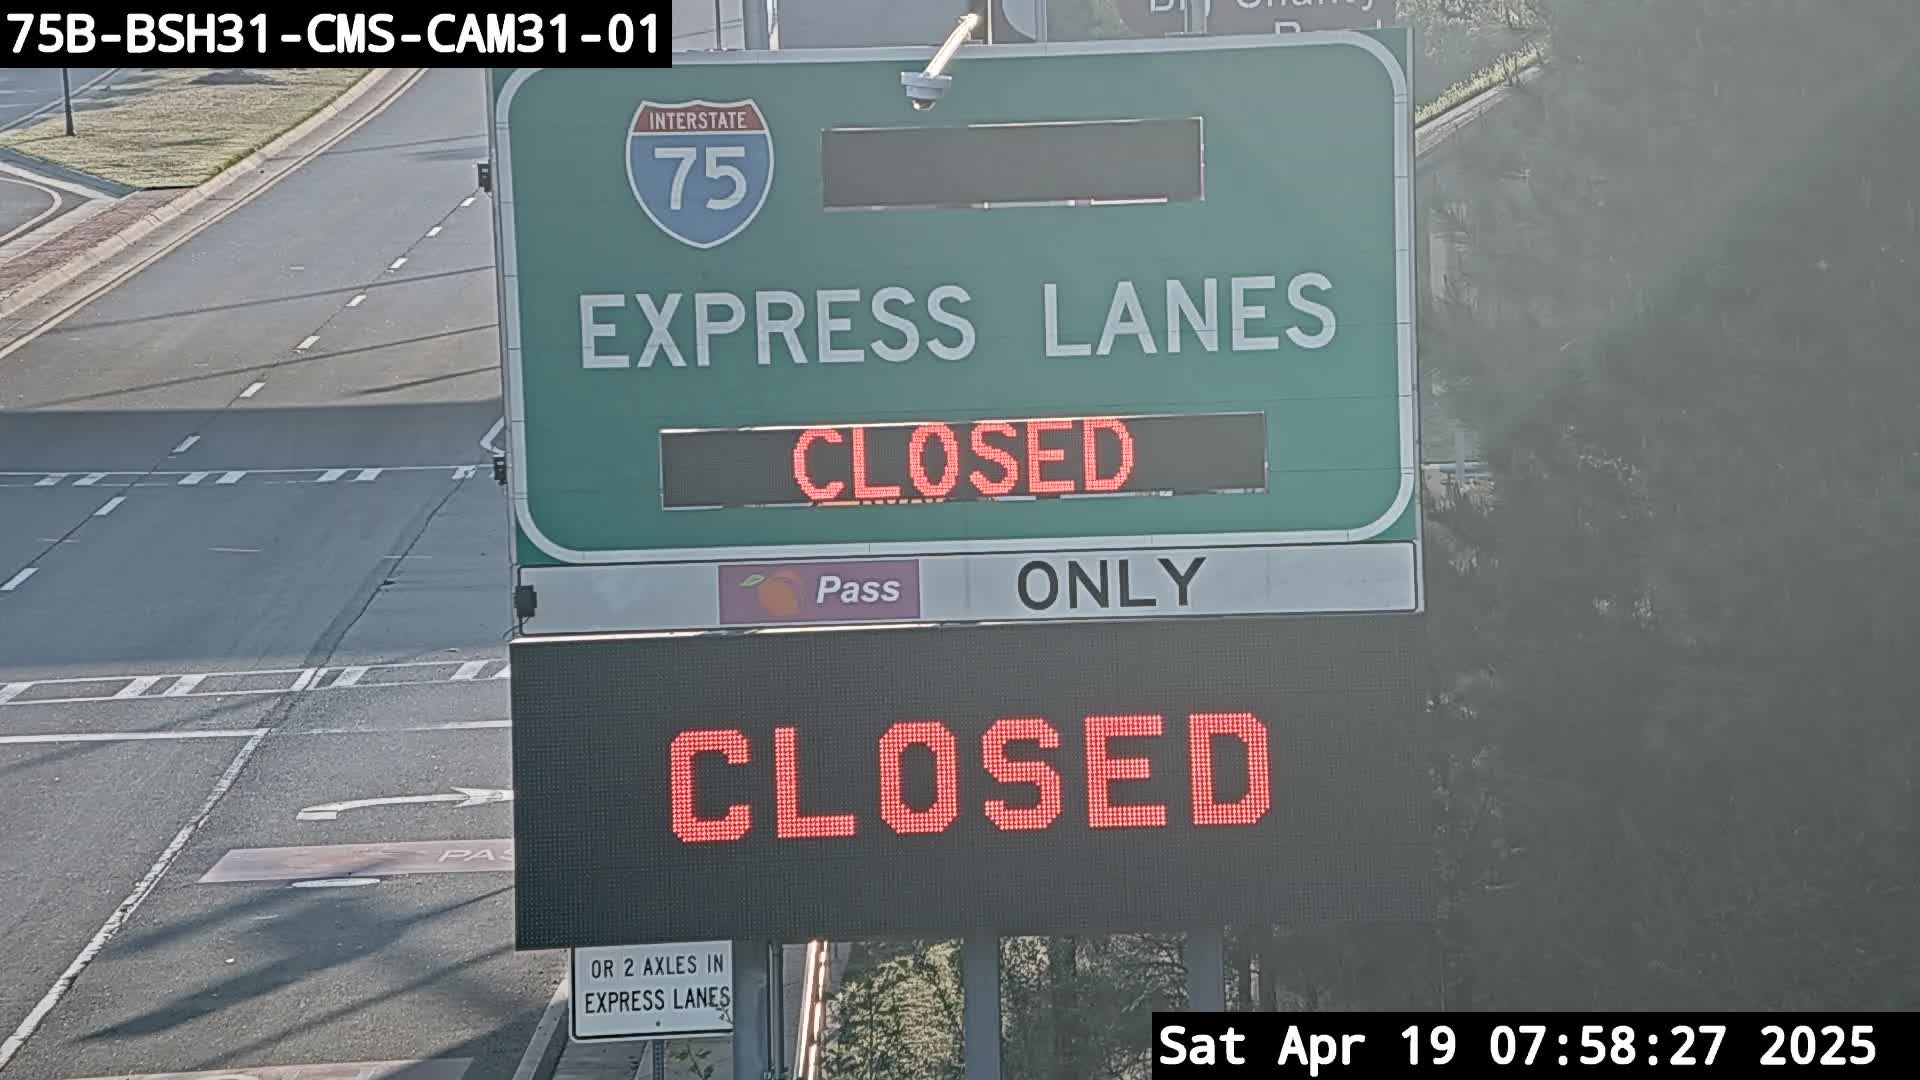 75B-BSH31-CMS-CAM31-01
INTERSTATE
75
EXPRESS LANES
CLOSED
Pass ONLY
CLOSED
OR 2 AXLES IN
EXPRESS LANES
Sat Apr 19 07:58:27 2025